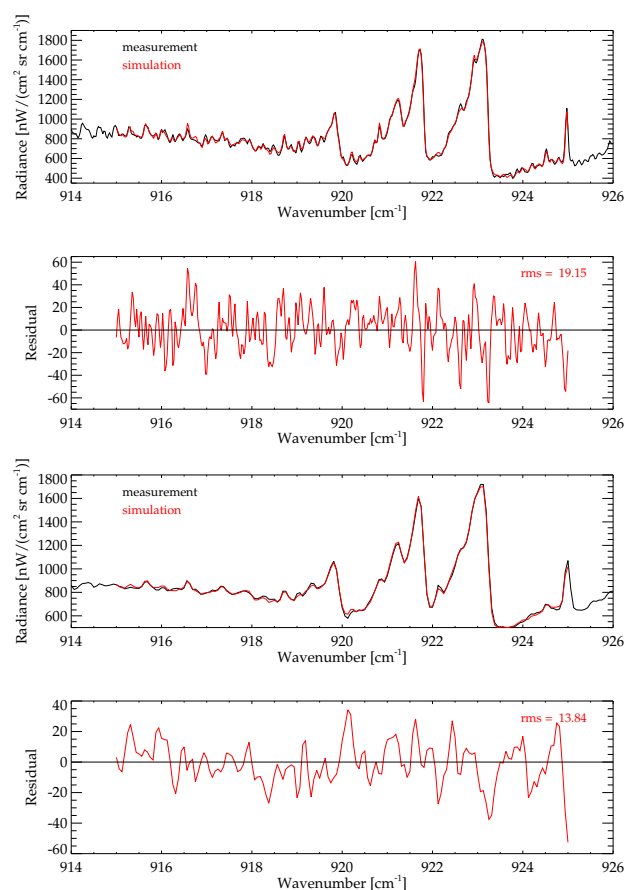 1800
1600
1400
1200
1000
800
600
400
Radiance [nW/(cm² sr cm⁻¹)]
measurement
simulation
914 916 918 920 922 924 926
Wavenumber [cm⁻¹]
60
40
20
0
-20
-40
-60
Residual
rms = 19.15
914 916 918 920 922 924 926
Wavenumber [cm⁻¹]
1800
1600
1400
1200
1000
800
600
Radiance [nW/(cm² sr cm⁻¹)]
measurement
simulation
914 916 918 920 922 924 926
Wavenumber [cm⁻¹]
40
20
0
-20
-40
-60
Residual
rms = 13.84
914 916 918 920 922 924 926
Wavenumber [cm⁻¹]